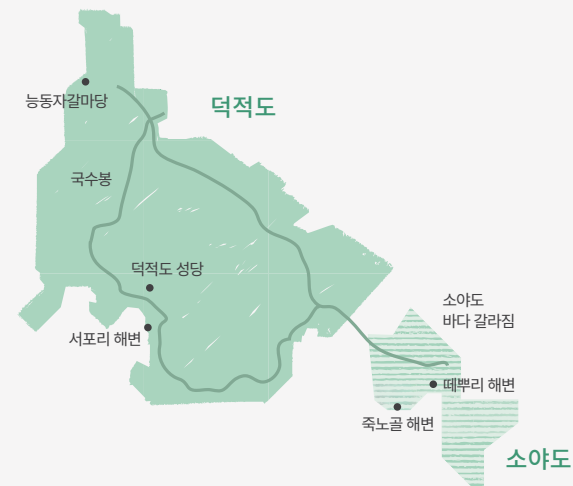 능동자갈마당
덕적도
국수봉
덕적도 성당
서포리 해변
소야도
바다 갈라짐
떼뿌리 해변
죽노골 해변
소야도